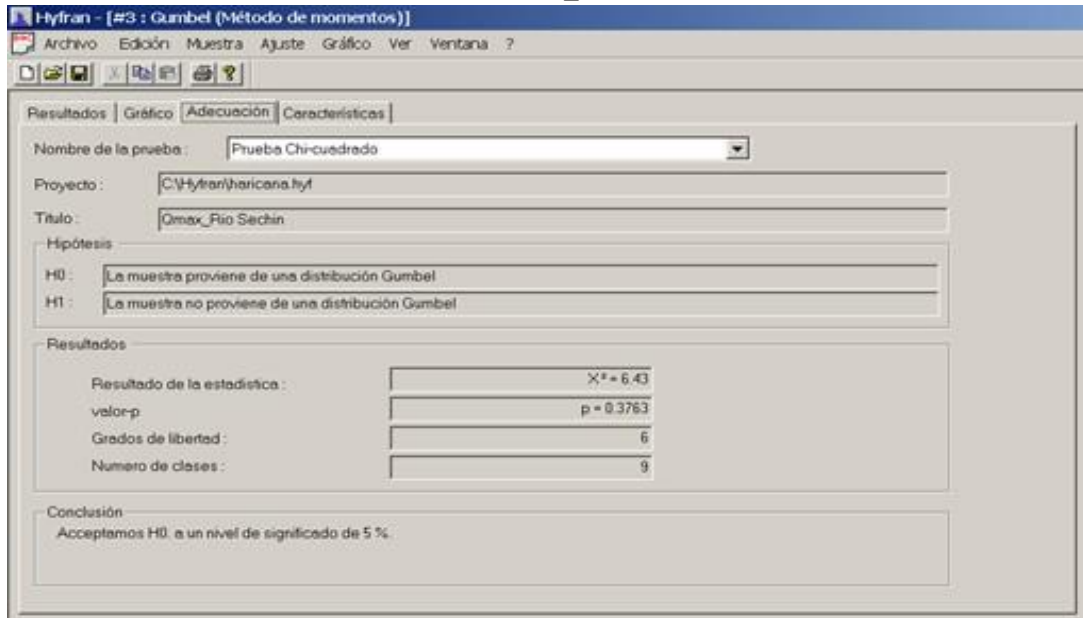 Hyfran - [#3 : Gumbel (Método de momentos)]
Archivo Edición Muestra Ajuste Gráfico Ver Ventana ?
Resultados Gráfico Adecuación Características
Nombre de la prueba : Prueba Chi-cuadrado
Proyecto : C:\Hyfran\haricana.hyf
Título : Qmax_Rio Sechin
Hipótesis
H0 : La muestra proviene de una distribución Gumbel
H1 : La muestra no proviene de una distribución Gumbel
Resultados
Resultado de la estadística : X² = 6.43
valor-p p = 0.3763
Grados de libertad : 6
Numero de clases : 9
Conclusión
Acceptamos H0. a un nivel de significado de 5 %.